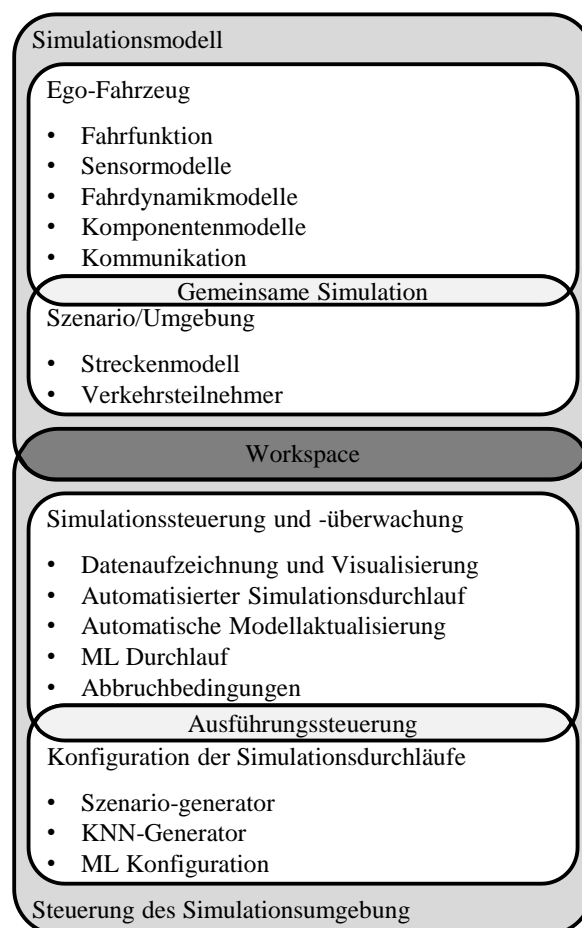 Simulationsmodell
Ego-Fahrzeug
• Fahrfunktion
• Sensormodelle
• Fahrdynamikmodelle
• Komponentenmodelle
• Kommunikation
Gemeinsame Simulation
Szenario/Umgebung
• Streckenmodell
• Verkehrsteilnehmer
Workspace
Simulationssteuerung und -überwachung
• Datenaufzeichnung und Visualisierung
• Automatisierter Simulationsdurchlauf
• Automatische Modellaktualisierung
• ML Durchlauf
• Abbruchbedingungen
Ausführungssteuerung
Konfiguration der Simulationsdurchläufe
• Szenario-generator
• KNN-Generator
• ML Konfiguration
Steuerung des Simulationsumgebung